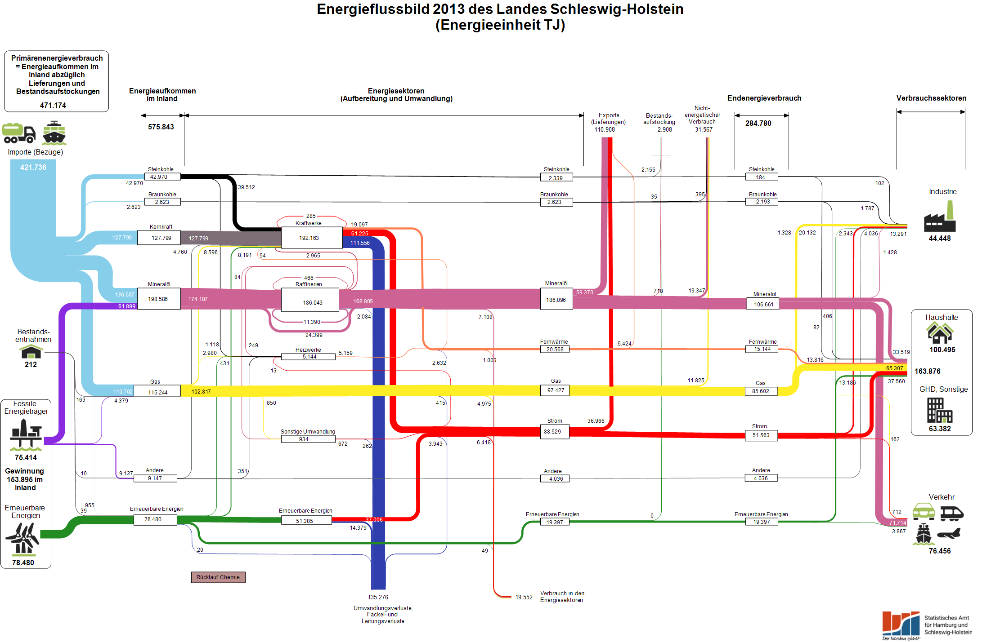 Energieflussbild 2013 des Landes Schleswig-Holstein
(Energieeinheit TJ)
Primärenenergieverbrauch
= Energieaufkommen im
Inland abzüglich
Lieferungen und
Bestandsaufstockungen
471.174
Energieaufkommen
im Inland
575.843
Energiesektoren
(Aufbereitung und Umwandlung)
Exporte
(Lieferungen)
110.908
Bestands-
aufstockung
2.908
Nicht-
energetischer
Verbrauch
31.567
Endenergieverbrauch
284.780
Verbrauchssektoren
Importe (Bezüge)
421.736
Steinkohle
42.970
42.970
39.512
Steinkohle
2.339
2.155
Steinkohle
184
102
Braunkohle
2.623
2.623
Braunkohle
2.623
35
395
Braunkohle
2.193
1.787
Industrie
44.448
Kernkraft
127.799
127.799
127.799
285
Kraftwerke
192.163
19.097
61.225
111.556
4.760
8.596
8.191
54
2.965
1.328
20.132
2.343
4.036
13.291
1.428
84
466
Mineralöl
136.687
198.586
61.899
174.187
Raffinerien
186.043
168.805
2.084
11.390
24.399
7.108
Mineralöl
186.096
59.370
718
19.347
Mineralöl
106.661
406
82
Haushalte
100.495
33.519
Bestands-
entnahmen
212
1.118
2.980
249
431
Heizwerke
5.144
5.159
13
2.632
1.003
Fernwärme
20.568
5.424
Fernwärme
15.144
13.816
65.307
163.876
37.560
13.186
Gas
110.702
115.244
102.817
163
4.379
850
415
4.975
Gas
97.427
11.825
Gas
85.602
GHD, Sonstige
63.382
Fossile
Energieträger
75.414
Gewinnung
153.895 im
Inland
Sonstige Umwandlung
934
672
262
3.943
6.418
Strom
88.529
36.966
Strom
51.563
162
10
9.137
Andere
9.147
351
Andere
4.036
Andere
4.036
955
39
Erneuerbare
Energien
78.480
Erneuerbare Energien
78.480
Erneuerbare Energien
51.385
37.006
14.379
20
49
Erneuerbare Energien
19.397
0
Erneuerbare Energien
19.397
Verkehr
712
71.714
3.867
76.456
Rücklauf Chemie
135.276
Umwandlungsverluste,
Fackel- und
Leitungsverluste
19.552
Verbrauch in den
Energiesektoren
Statistisches Amt
für Hamburg und
Schleswig-Holstein
Der Norden zählt